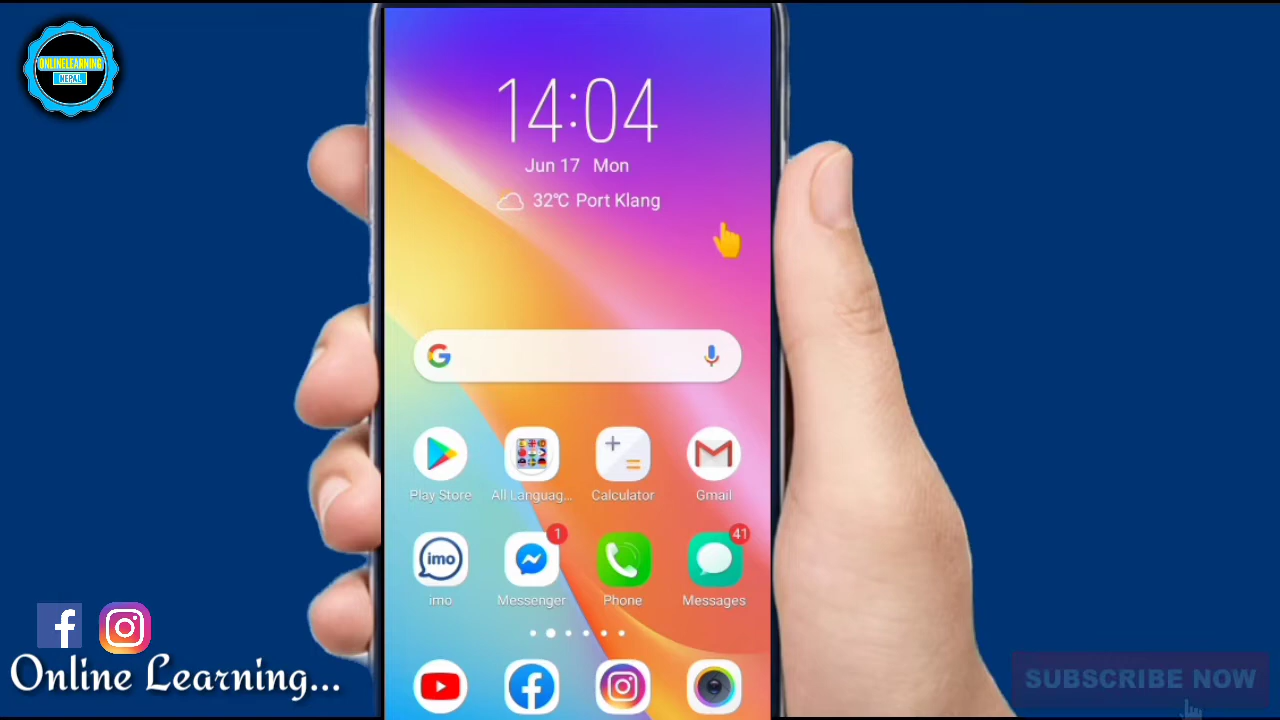 ONLINELEARNING
NEPAL
14:04
Jun 17 Mon
32℃ Port Klang
Play Store
All Languag...
Calculator
Gmail
imo
1
41
imo
Messenger
Phone
Messages
Online Learning...
SUBSCRIBE NOW